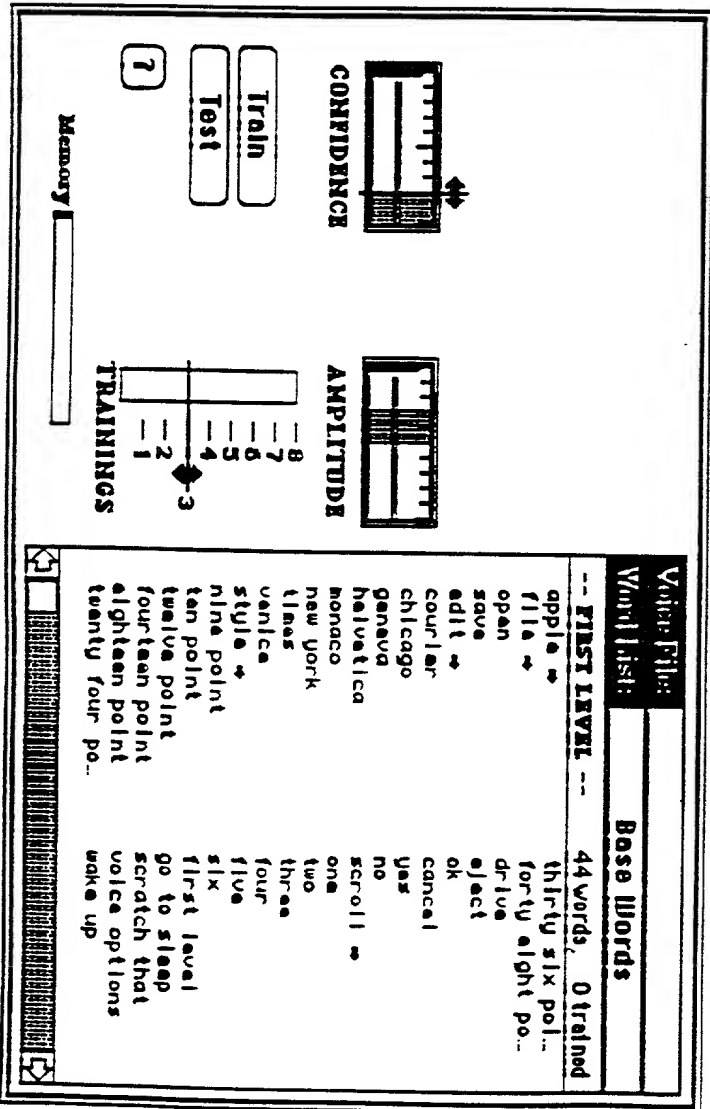 CONFIDENCE
AMPLITUDE
Train
Test
?
8
7
6
5
4
3
2
1
TRAININGS
Memory
Voice File:
Word List: Base Words
-- FIRST LEVEL -- 44 words, 0 trained
apple ➡
file ➡
open
save
edit ➡
courier
chicago
geneva
helvetica
monaco
new york
times
venice
style ➡
nine point
ten point
twelve point
fourteen point
eighteen point
twenty four po...
thirty six poi...
forty eight po...
drive
eject
ok
cancel
yes
no
scroll ➡
one
two
three
four
five
six
first level
go to sleep
scratch that
voice options
wake up